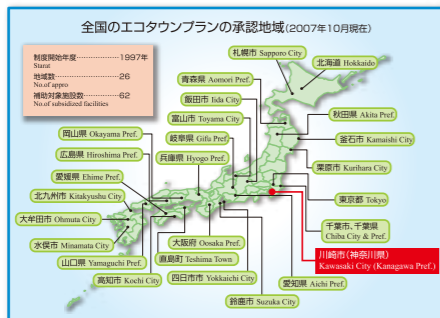 全国のエコタウンプランの承認地域(2007年10月現在)
制度開始年度‥‥‥‥1997年
Starat
地域数‥‥‥‥26
No.of appro
補助対象施設数‥‥‥‥62
No.of subsidized facilities
札幌市 Sapporo City
北海道 Hokkaido
青森県 Aomori Pref.
飯田市 Iida City
富山市 Toyama City
岐阜県 Gifu Pref.
兵庫県 Hyogo Pref.
岡山県 Okayama Pref.
広島県 Hiroshima Pref.
愛媛県 Ehime Pref.
北九州市 Kitakyushu City
大牟田市 Ohmuta City
水俣市 Minamata City
山口県 Yamaguchi Pref.
高知市 Kochi City
大阪府 Oosaka Pref.
直島町 Teshima Town
四日市市 Yokkaichi City
鈴鹿市 Suzuka City
愛知県 Aichi Pref.
秋田県 Akita Pref.
釜石市 Kamaishi City
栗原市 Kurihara City
東京都 Tokyo
千葉市、千葉県
Chiba City & Pref.
川崎市(神奈川県)
Kawasaki City (Kanagawa Pref.)